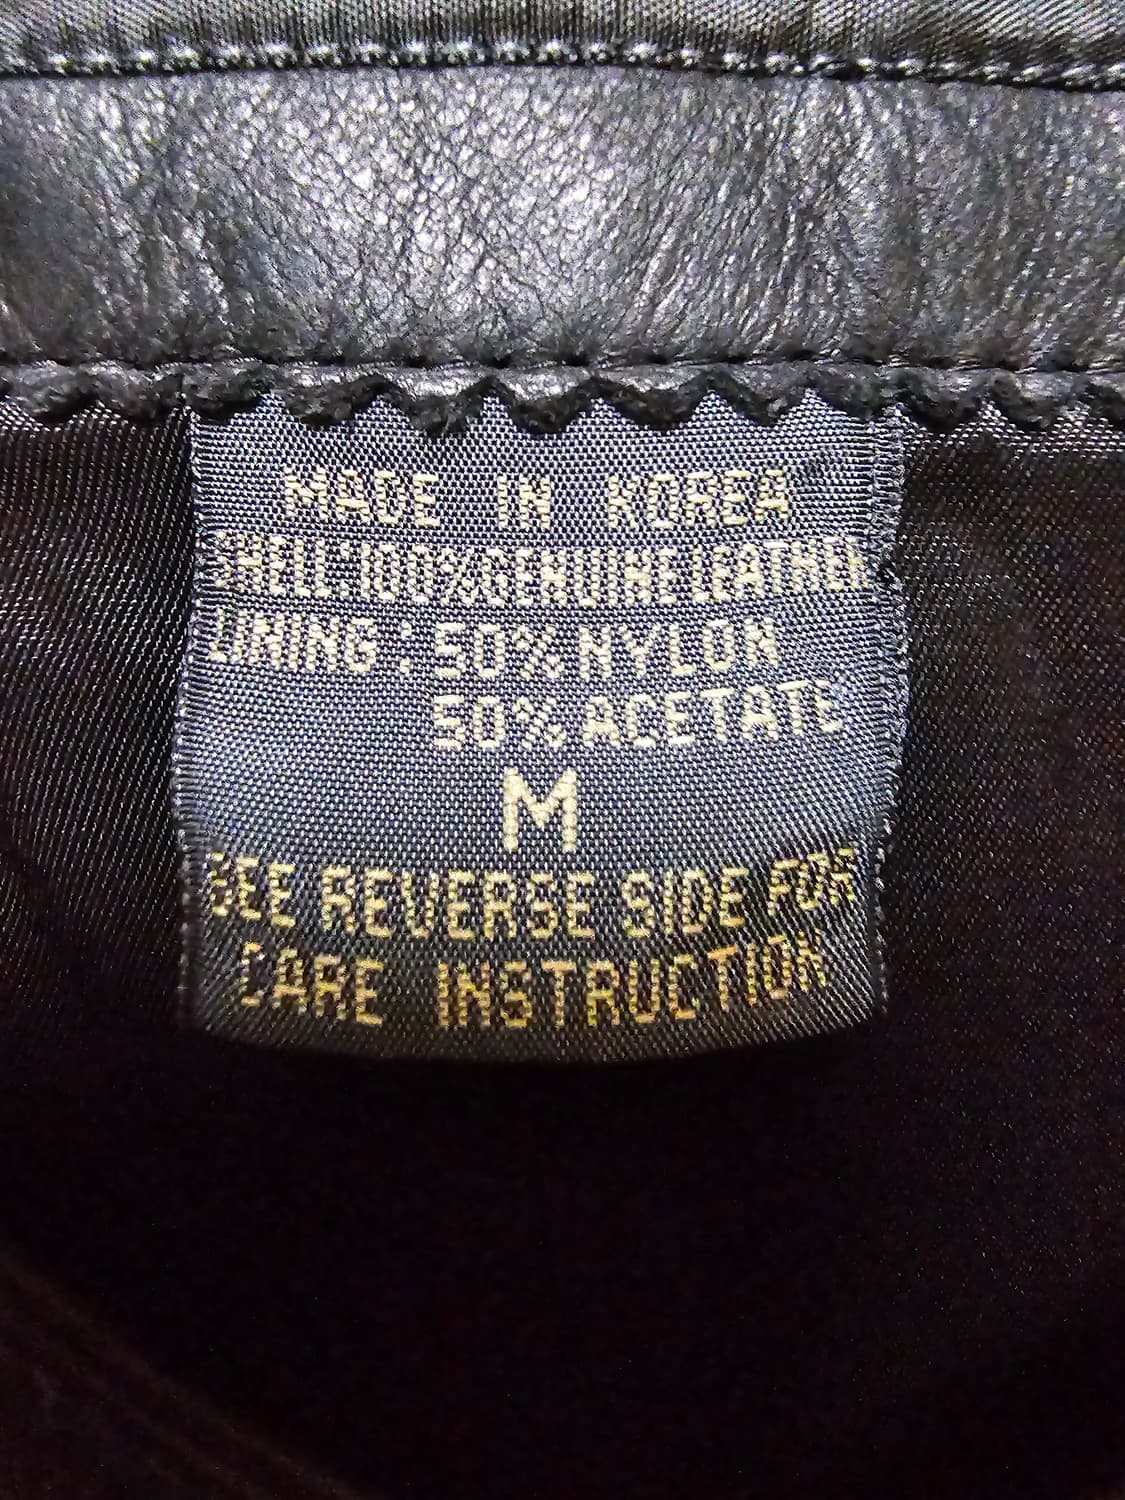 MADE IN KOREA
SHELL:100%GENUINE LEATHER
LINING:50%NYLON
50%ACETATE
M
SEE REVERSE SIDE FOR
CARE INSTRUCTION